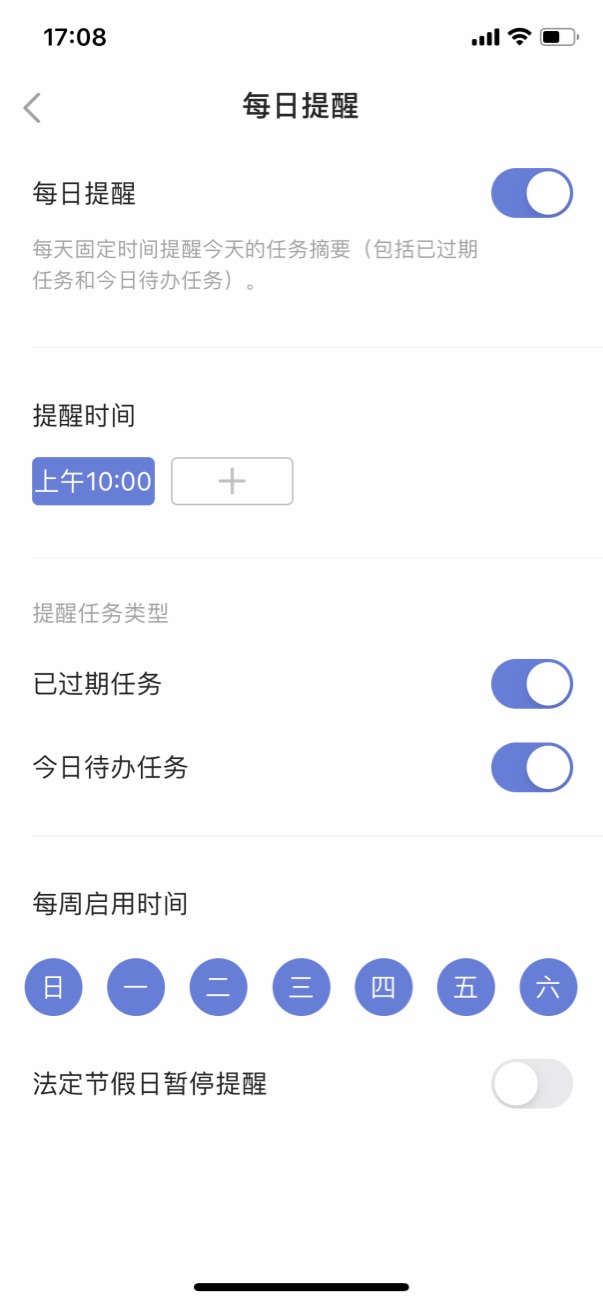 17:08
每日提醒
每日提醒
每天固定时间提醒今天的任务摘要（包括已过期
任务和今日待办任务）。
提醒时间
上午10:00
提醒任务类型
已过期任务
今日待办任务
每周启用时间
日 一 二 三 四 五 六
法定节假日暂停提醒